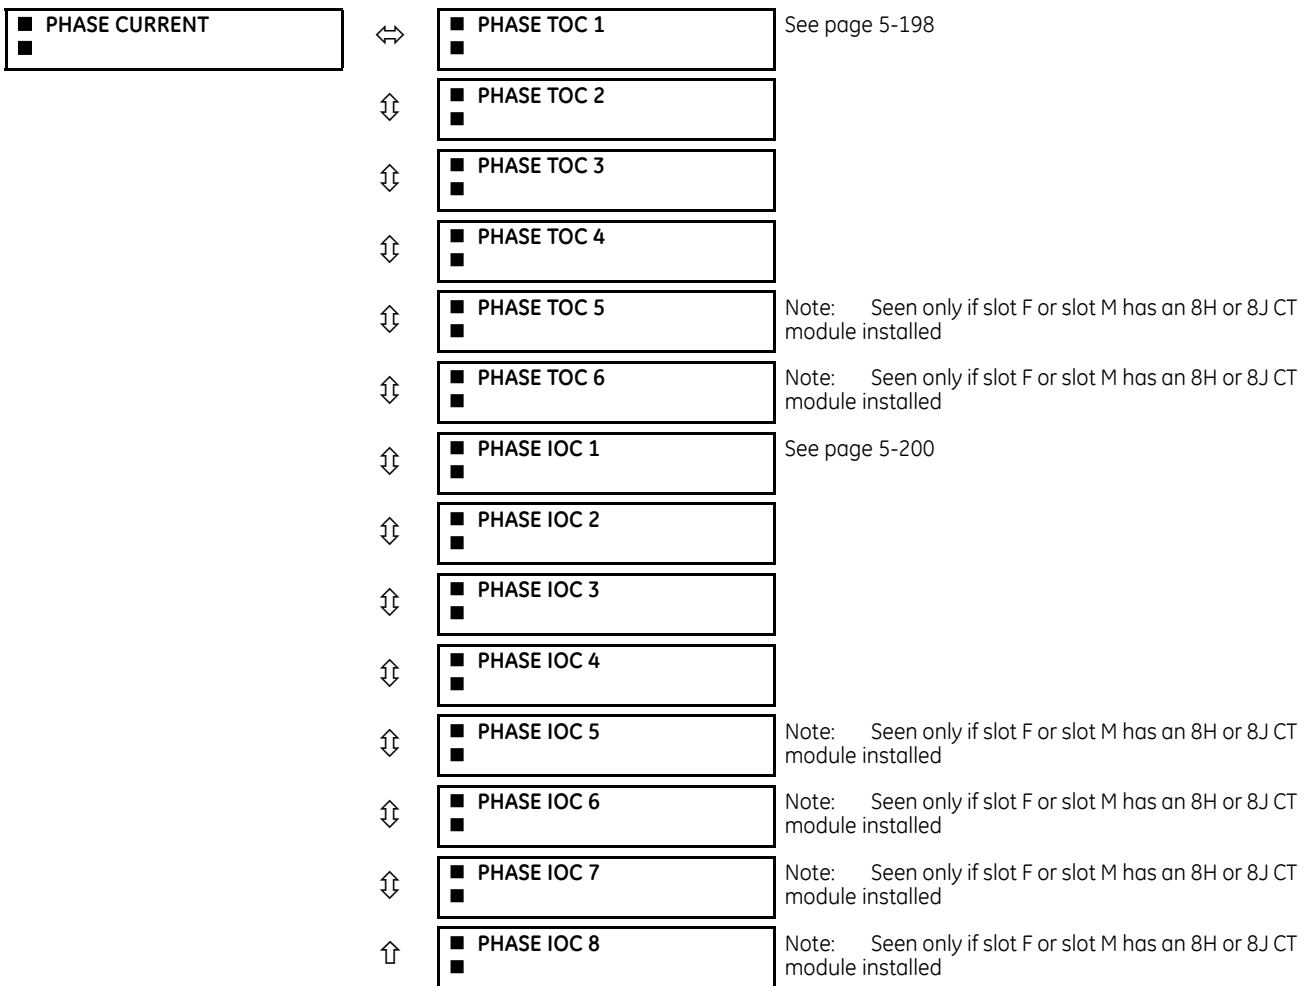 PHASE CURRENT
PHASE TOC 1
See page 5-198
PHASE TOC 2
PHASE TOC 3
PHASE TOC 4
PHASE TOC 5
Note: Seen only if slot F or slot M has an 8H or 8J CT
module installed
PHASE TOC 6
Note: Seen only if slot F or slot M has an 8H or 8J CT
module installed
PHASE IOC 1
See page 5-200
PHASE IOC 2
PHASE IOC 3
PHASE IOC 4
PHASE IOC 5
Note: Seen only if slot F or slot M has an 8H or 8J CT
module installed
PHASE IOC 6
Note: Seen only if slot F or slot M has an 8H or 8J CT
module installed
PHASE IOC 7
Note: Seen only if slot F or slot M has an 8H or 8J CT
module installed
PHASE IOC 8
Note: Seen only if slot F or slot M has an 8H or 8J CT
module installed